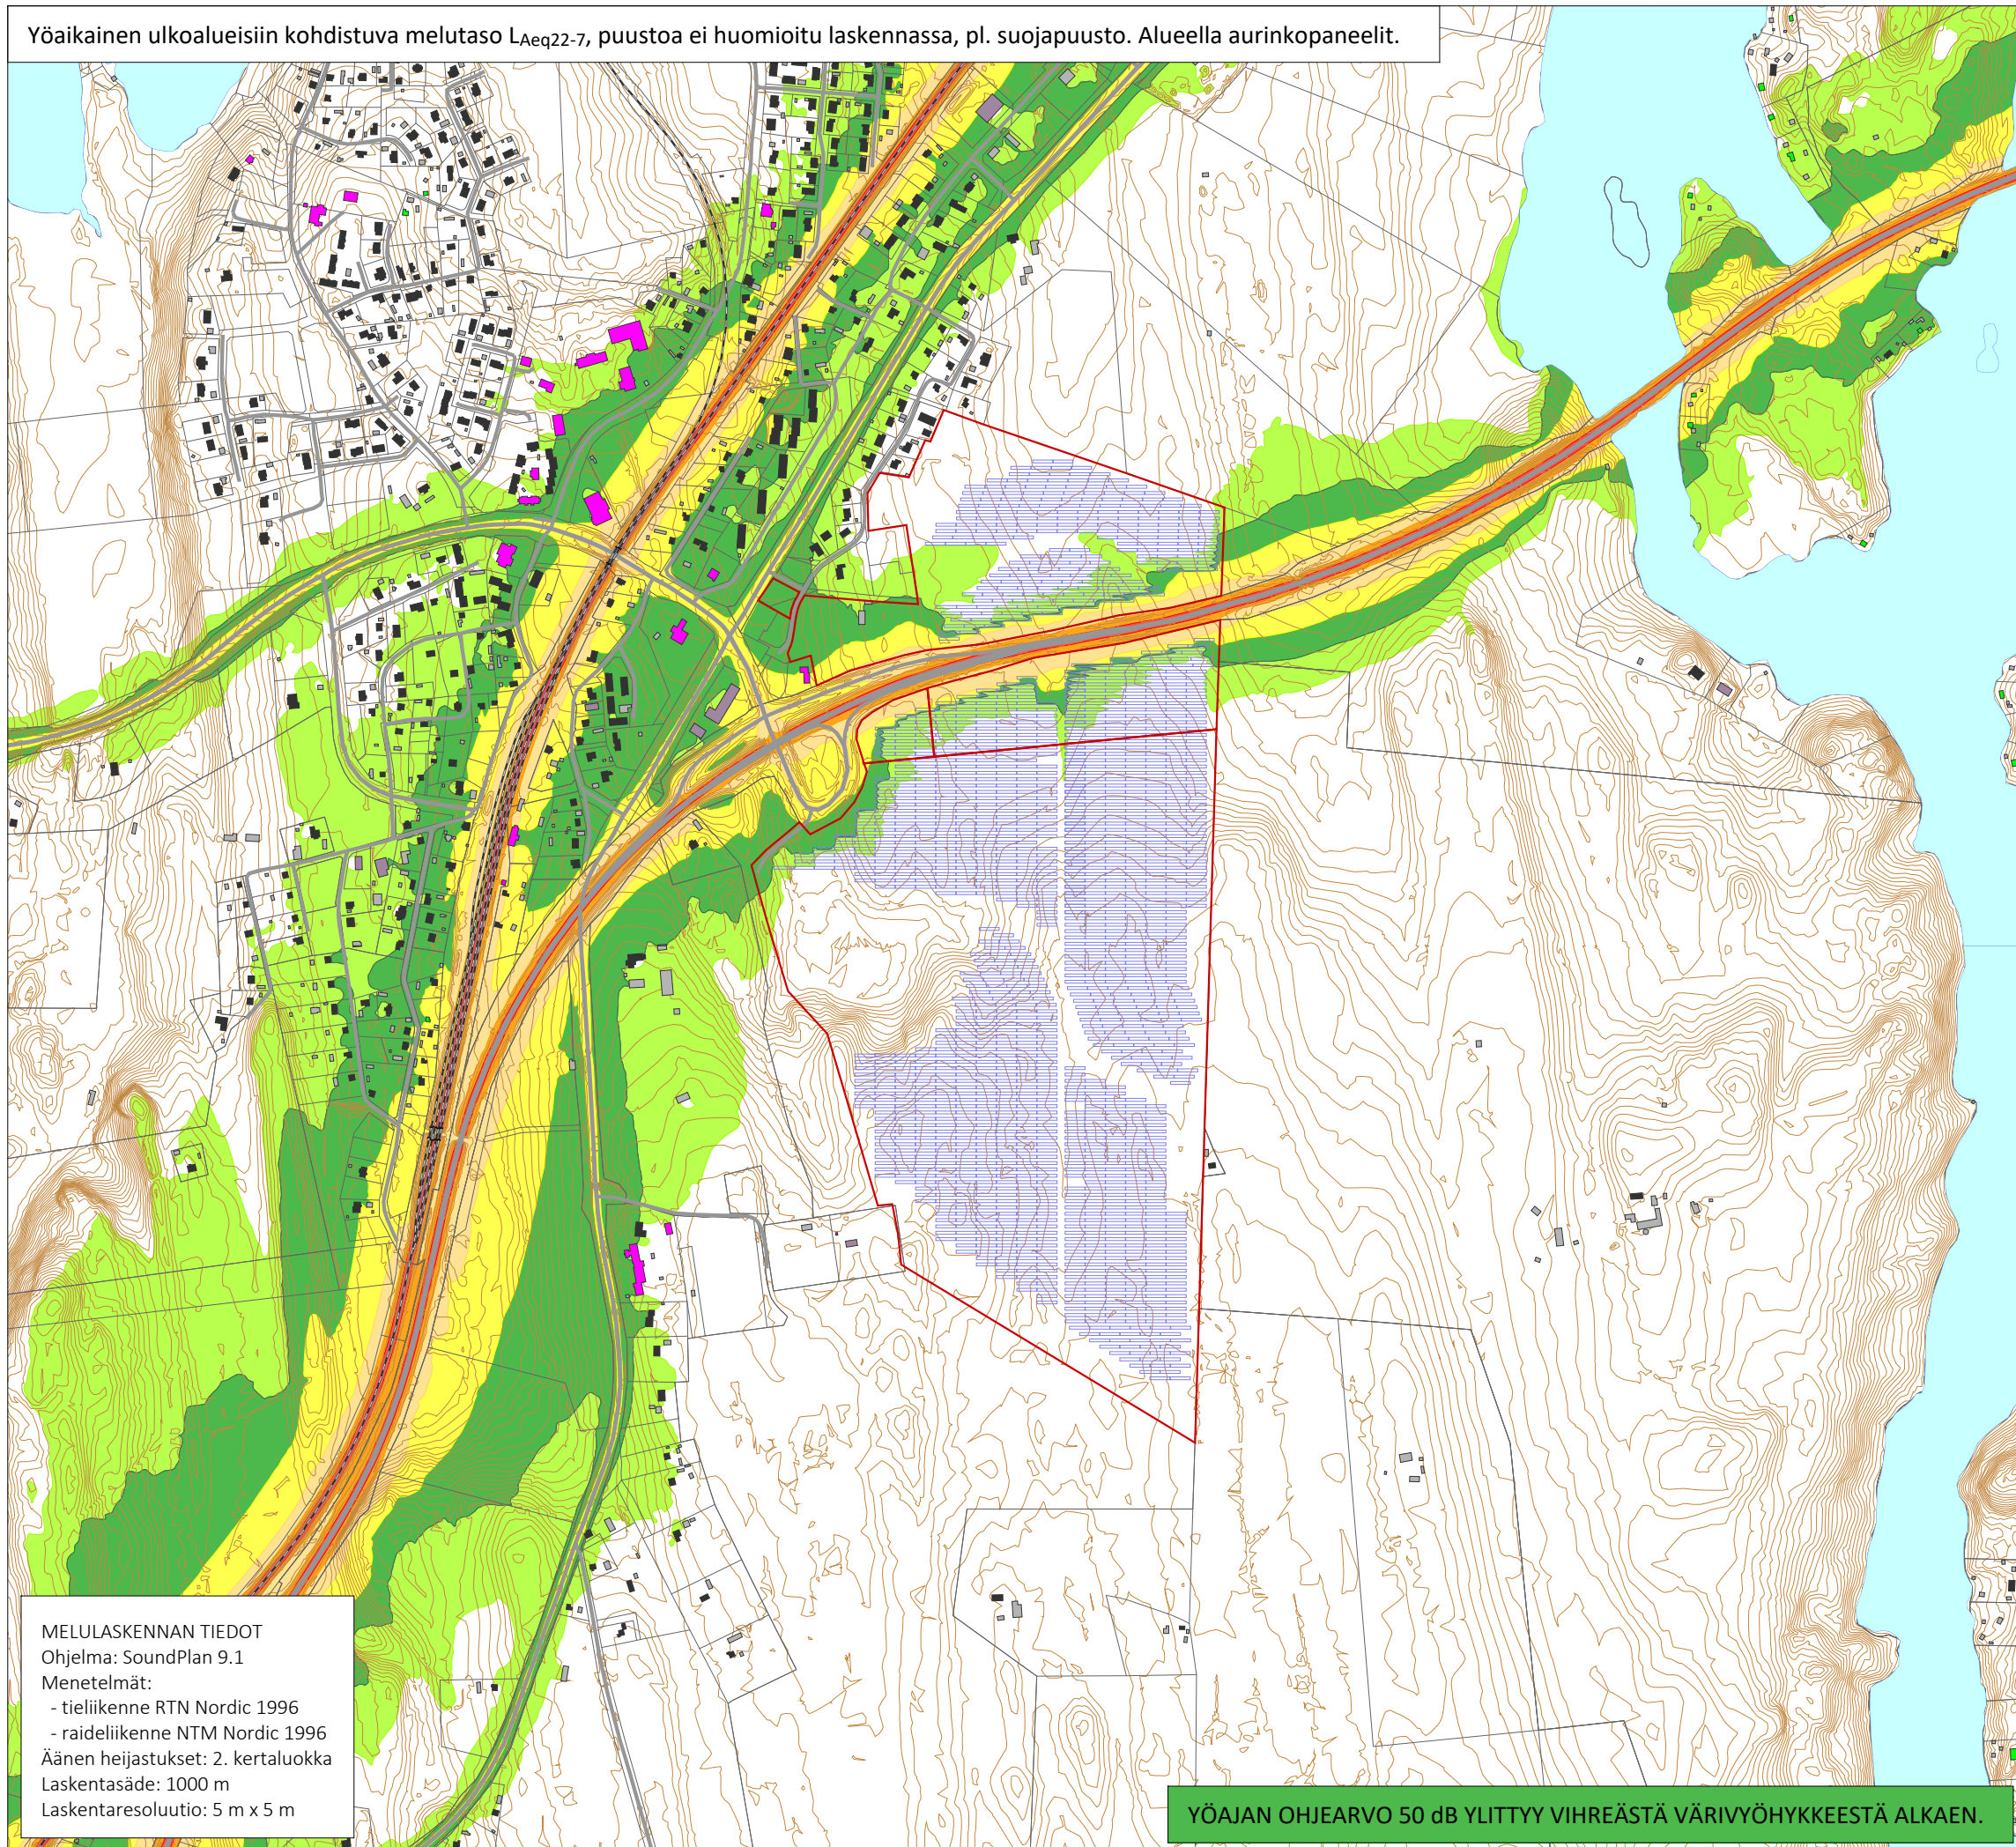 Yöaikainen ulkoalueisiin kohdistuva melutaso LAeq22-7, puustoa ei huomioitu laskennassa, pl. suojapuusto. Alueella aurinkopaneelit.
MELULASKENNAN TIEDOT
Ohjelma: SoundPlan 9.1
Menetelmät:
- tieliikenne RTN Nordic 1996
- raideliikenne NTM Nordic 1996
Äänen heijastukset: 2. kertaluokka
Laskentasäde: 1000 m
Laskentaresoluutio: 5 m x 5 m
YÖAJAN OHJEARVO 50 dB YLITTYY VIHREÄSTÄ VÄRIVYÖHYKKEESTÄ ALKAEN.